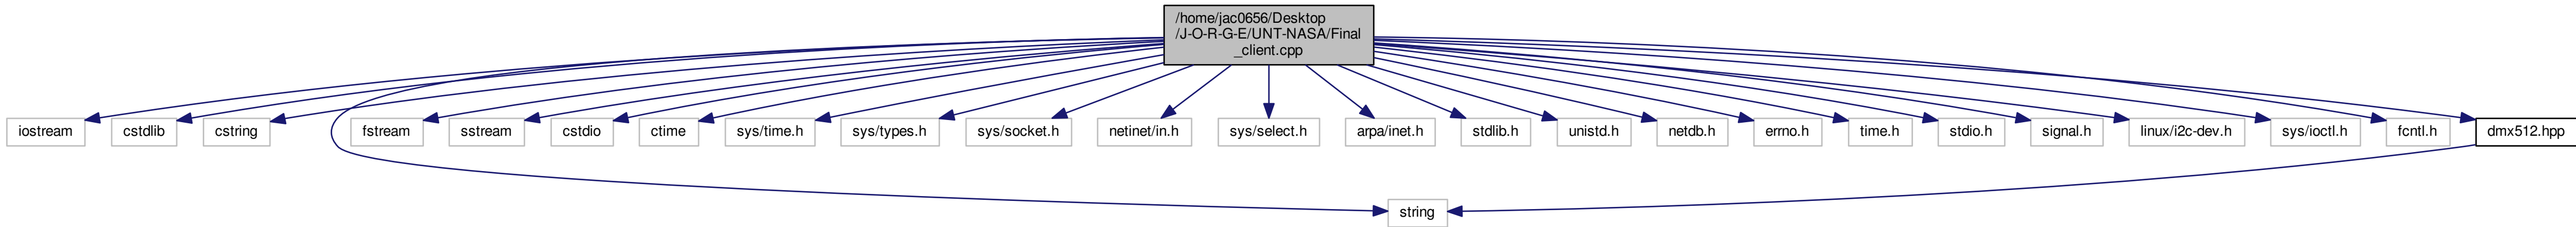 /home/jac0656/Desktop
/J-O-R-G-E/UNT-NASA/Final
_client.cpp
iostream
cstdlib
cstring
fstream
sstream
cstdio
ctime
sys/time.h
sys/types.h
sys/socket.h
netinet/in.h
sys/select.h
arpa/inet.h
stdlib.h
unistd.h
netdb.h
errno.h
time.h
stdio.h
signal.h
linux/i2c-dev.h
sys/ioctl.h
fcntl.h
dmx512.hpp
string